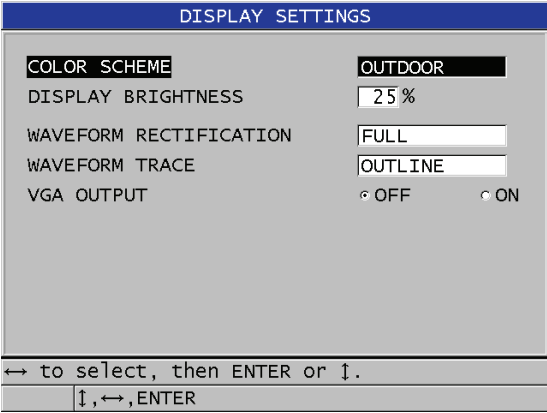 DISPLAY SETTINGS
COLOR SCHEME OUTDOOR
DISPLAY BRIGHTNESS 25 %
WAVEFORM RECTIFICATION FULL
WAVEFORM TRACE OUTLINE
VGA OUTPUT OFF ON
↔ to select, then ENTER or ↕.
↕,↔,ENTER